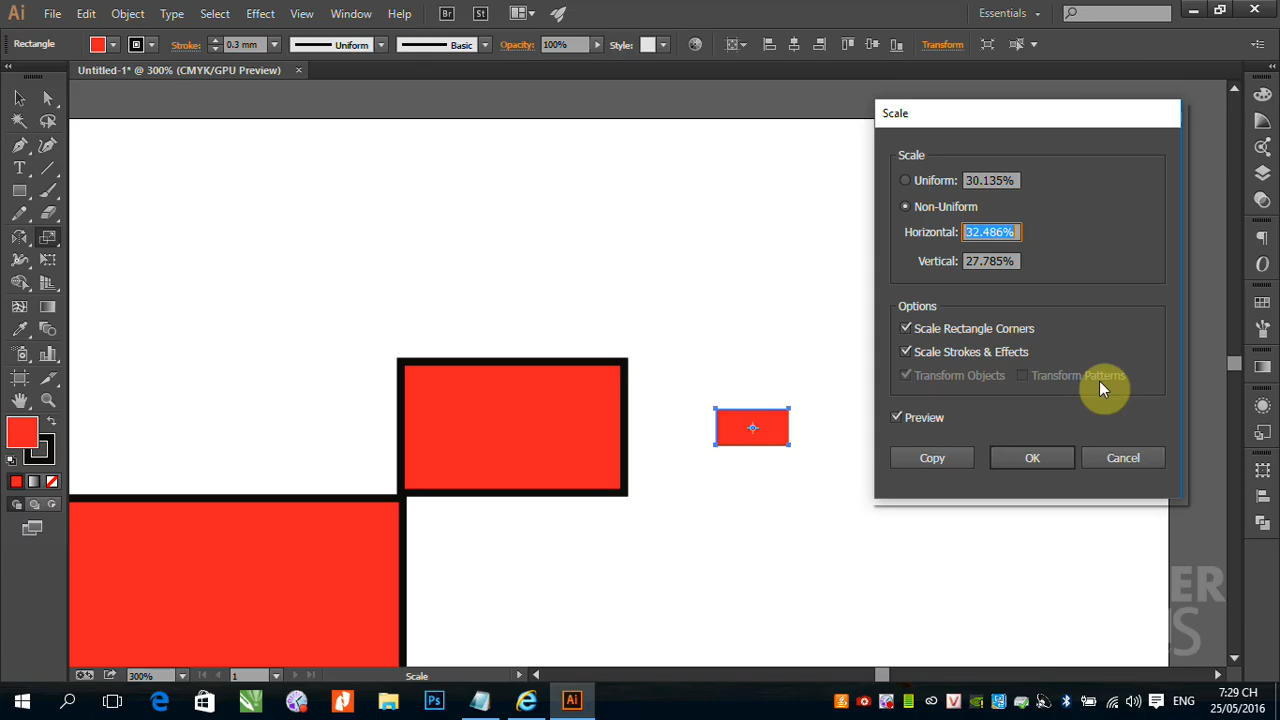 Ai File Edit Object Type Select Effect View Window Help Br St Essentials
Rectangle Stroke: 0.3 mm Uniform Basic Opacity: 100% Style: Transform
Untitled-1* @ 300% (CMYK/GPU Preview) ×
Scale
Scale
Uniform: 30.135%
Non-Uniform
Horizontal: 32.486%
Vertical: 27.785%
Options
Scale Rectangle Corners
Scale Strokes & Effects
Transform Objects Transform Patterns
Preview
Copy OK Cancel
300% 1 Scale
Ps Ai ENG
7:29 CH
25/05/2016